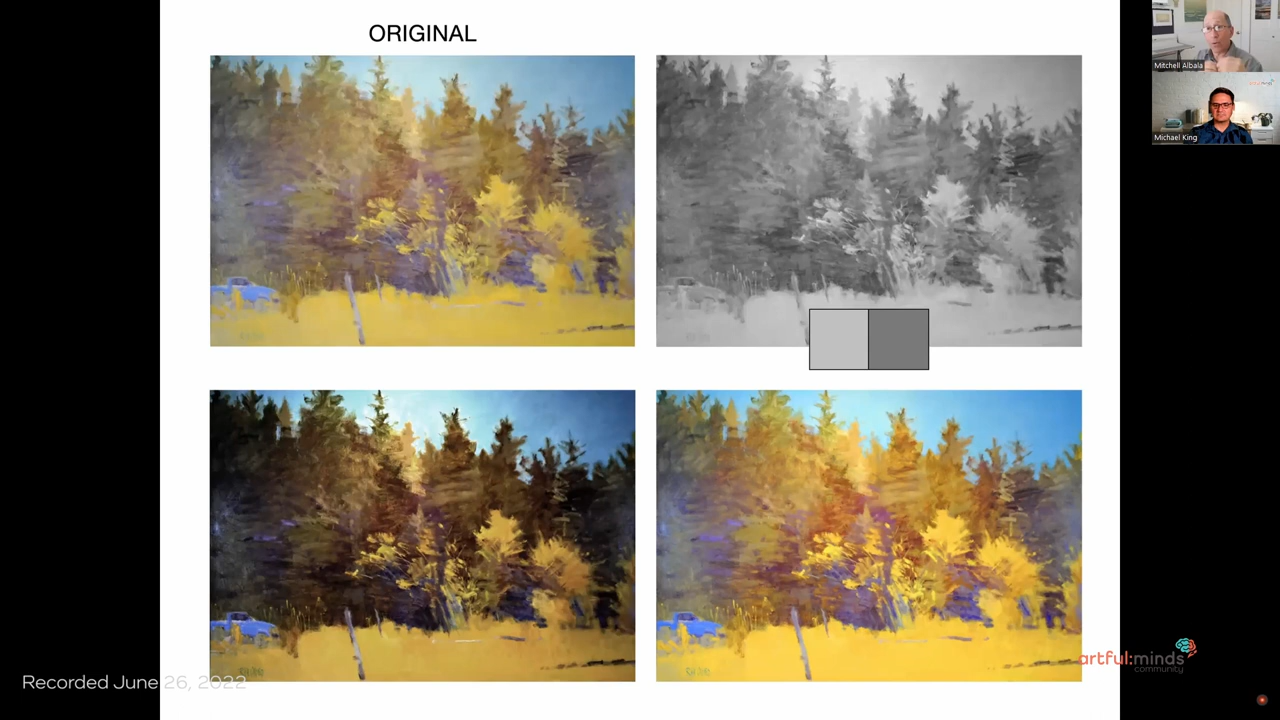 ORIGINAL
Mitchell Albala
Michael King
artful:minds
community
Recorded June 26, 2022